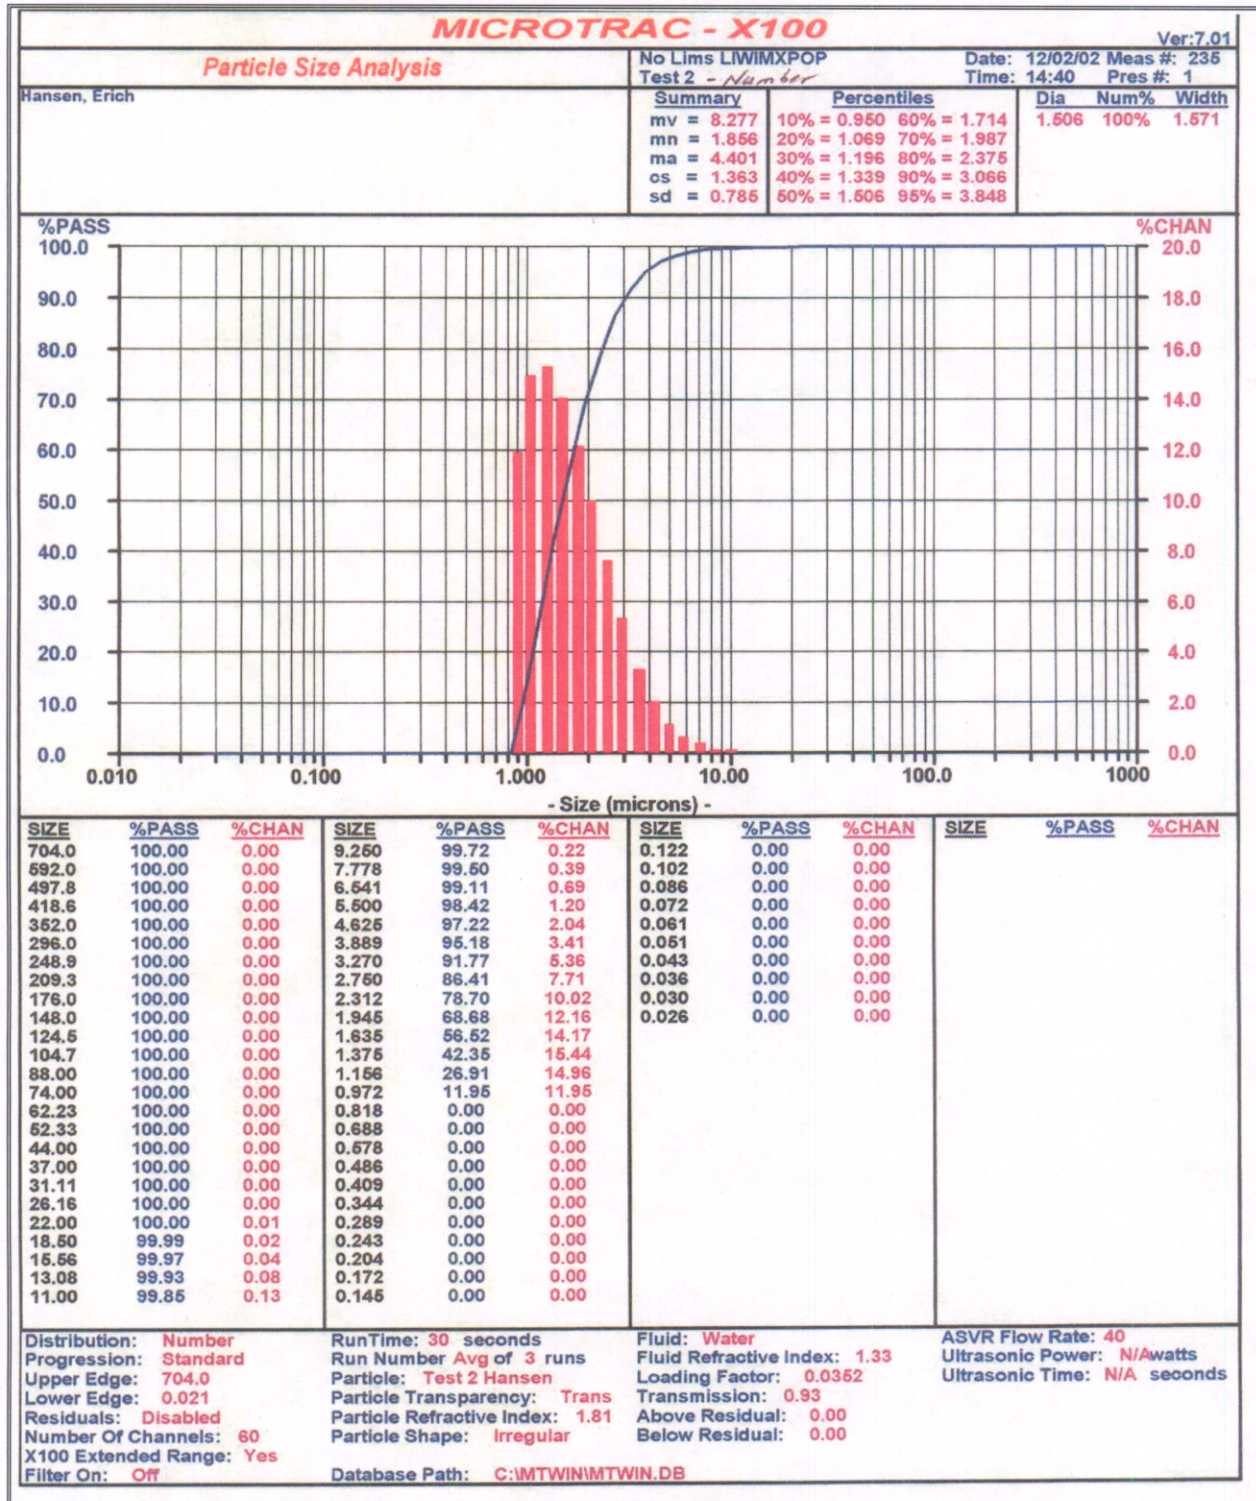 MICROTRAC - X100
Ver:7.01
Particle Size Analysis
No Lims LIWIMXPOP
Test 2 - Number
Date: 12/02/02 Meas #: 235
Time: 14:40 Pres #: 1
Hansen, Erich
Summary Percentiles Dia Num% Width
mv = 8.277 10% = 0.950 60% = 1.714 1.506 100% 1.571
mn = 1.856 20% = 1.069 70% = 1.987
ma = 4.401 30% = 1.196 80% = 2.375
cs = 1.363 40% = 1.339 90% = 3.066
sd = 0.785 50% = 1.506 95% = 3.848
%PASS %CHAN
100.0 20.0
90.0 18.0
80.0 16.0
70.0 14.0
60.0 12.0
50.0 10.0
40.0 8.0
30.0 6.0
20.0 4.0
10.0 2.0
0.0 0.0
0.010 0.100 1.000 10.00 100.0 1000
- Size (microns) -
SIZE %PASS %CHAN SIZE %PASS %CHAN SIZE %PASS %CHAN SIZE %PASS %CHAN
704.0 100.00 0.00 9.250 99.72 0.22 0.122 0.00 0.00
592.0 100.00 0.00 7.778 99.50 0.39 0.102 0.00 0.00
497.8 100.00 0.00 6.541 99.11 0.69 0.086 0.00 0.00
418.6 100.00 0.00 5.500 98.42 1.20 0.072 0.00 0.00
352.0 100.00 0.00 4.625 97.22 2.04 0.061 0.00 0.00
296.0 100.00 0.00 3.889 95.18 3.41 0.051 0.00 0.00
248.9 100.00 0.00 3.270 91.77 5.36 0.043 0.00 0.00
209.3 100.00 0.00 2.750 86.41 7.71 0.036 0.00 0.00
176.0 100.00 0.00 2.312 78.70 10.02 0.030 0.00 0.00
148.0 100.00 0.00 1.945 68.68 12.16 0.026 0.00 0.00
124.5 100.00 0.00 1.635 56.52 14.17
104.7 100.00 0.00 1.375 42.35 15.44
88.00 100.00 0.00 1.156 26.91 14.96
74.00 100.00 0.00 0.972 11.95 11.95
62.23 100.00 0.00 0.818 0.00 0.00
52.33 100.00 0.00 0.688 0.00 0.00
44.00 100.00 0.00 0.578 0.00 0.00
37.00 100.00 0.00 0.486 0.00 0.00
31.11 100.00 0.00 0.409 0.00 0.00
26.16 100.00 0.00 0.344 0.00 0.00
22.00 100.00 0.01 0.289 0.00 0.00
18.50 99.99 0.02 0.243 0.00 0.00
15.56 99.97 0.04 0.204 0.00 0.00
13.08 99.93 0.08 0.172 0.00 0.00
11.00 99.85 0.13 0.145 0.00 0.00
Distribution: Number
Progression: Standard
Upper Edge: 704.0
Lower Edge: 0.021
Residuals: Disabled
Number Of Channels: 60
X100 Extended Range: Yes
Filter On: Off
RunTime: 30 seconds
Run Number Avg of 3 runs
Particle: Test 2 Hansen
Particle Transparency: Trans
Particle Refractive Index: 1.81
Particle Shape: Irregular
Database Path: C:\MTWIN\MTWIN.DB
Fluid: Water
Fluid Refractive Index: 1.33
Loading Factor: 0.0352
Transmission: 0.93
Above Residual: 0.00
Below Residual: 0.00
ASVR Flow Rate: 40
Ultrasonic Power: N/Awatts
Ultrasonic Time: N/A seconds